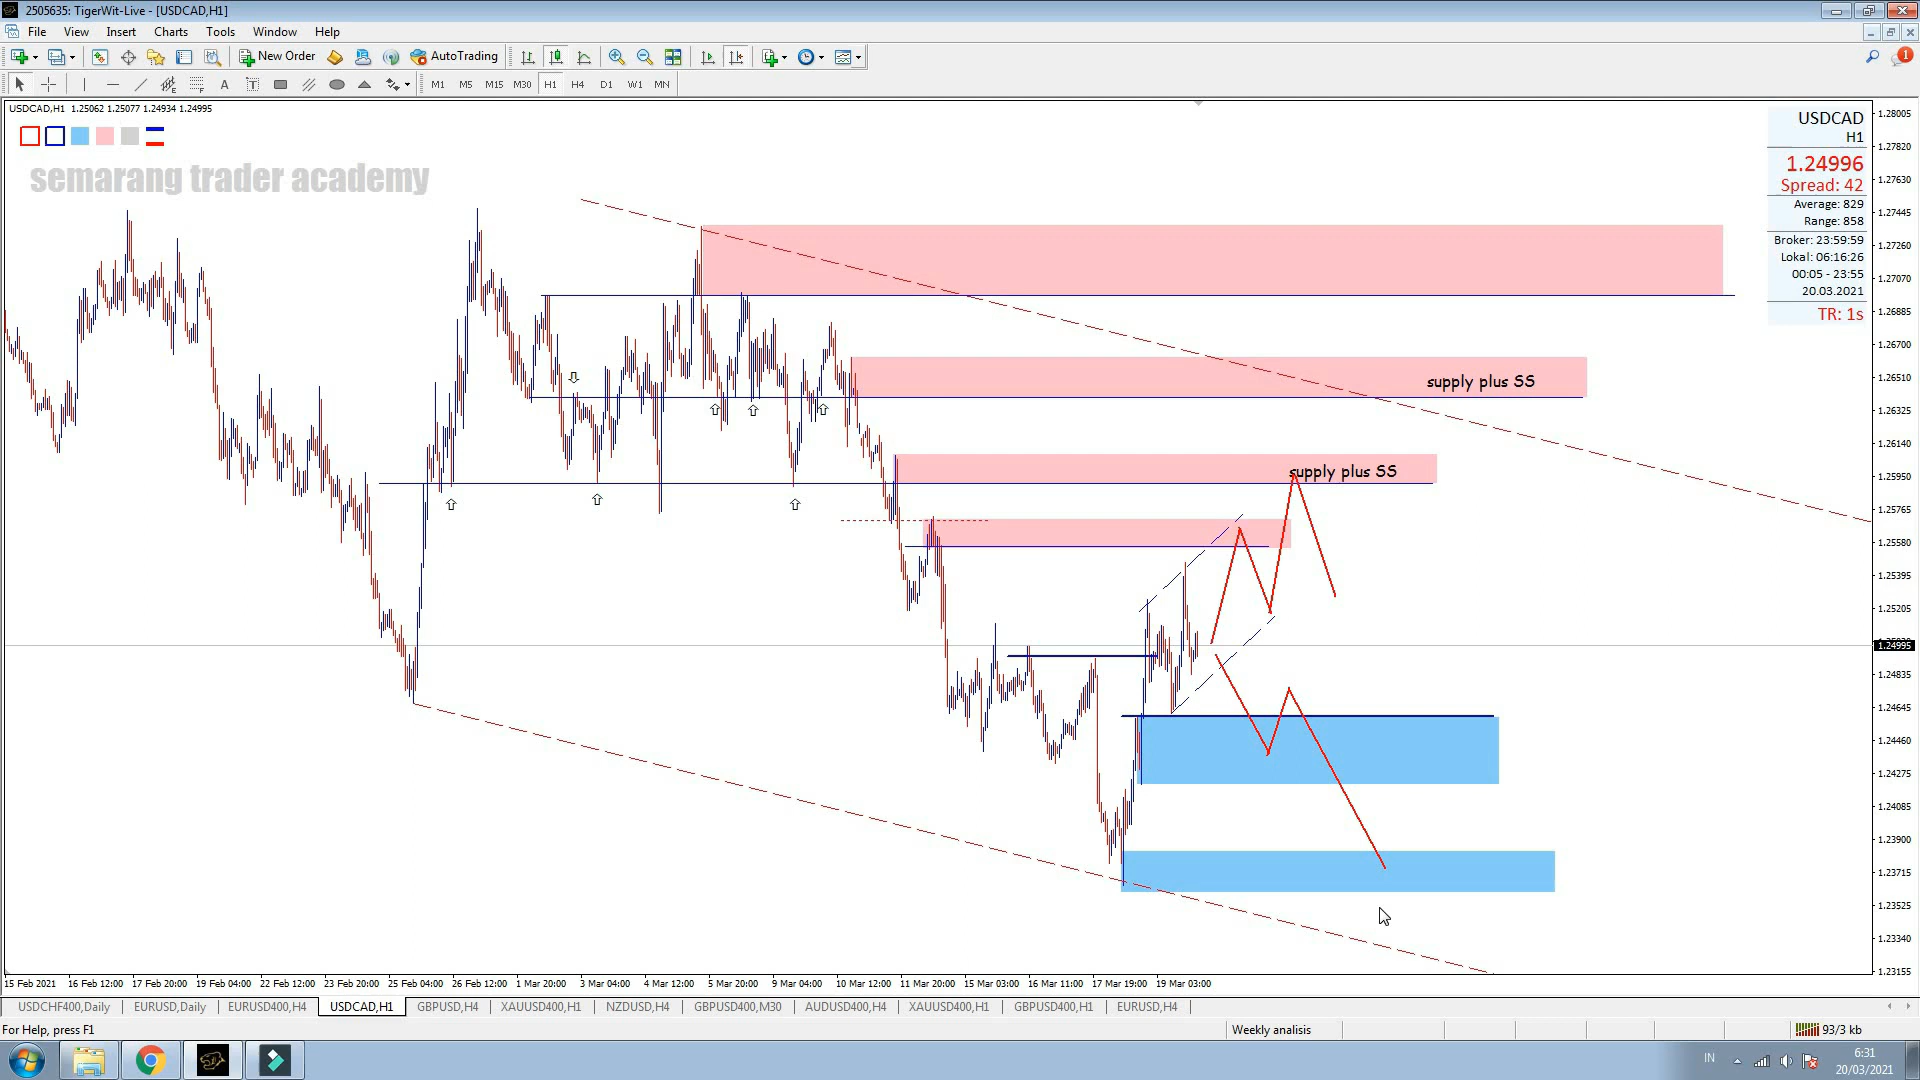 2505635: TigerWit-Live - [USDCAD,H1]
File View Insert Charts Tools Window Help
New Order AutoTrading 1
A T M1 M5 M15 M30 H1 H4 D1 W1 MN
USDCAD,H1 1.25062 1.25077 1.24934 1.24995
semarang trader academy
USDCAD
H1
1.24996
Spread: 42
Average: 829
Range: 858
Broker: 23:59:59
Lokal: 06:16:26
00:05 - 23:55
20.03.2021
TR: 1s
supply plus SS
supply plus SS
1.28005
1.27820
1.27630
1.27445
1.27260
1.27070
1.26885
1.26700
1.26510
1.26325
1.26140
1.25950
1.25765
1.25580
1.25395
1.25205
1.24995
1.24835
1.24645
1.24460
1.24275
1.24085
1.23900
1.23715
1.23525
1.23340
1.23155
15 Feb 2021 16 Feb 12:00 17 Feb 20:00 19 Feb 04:00 22 Feb 12:00 23 Feb 20:00 25 Feb 04:00 26 Feb 12:00 1 Mar 20:00 3 Mar 04:00 4 Mar 12:00 5 Mar 20:00 9 Mar 04:00 10 Mar 12:00 11 Mar 20:00 15 Mar 03:00 16 Mar 11:00 17 Mar 19:00 19 Mar 03:00
USDCHF400,Daily EURUSD,Daily EURUSD400,H4 USDCAD,H1 GBPUSD,H4 XAUUSD400,H1 NZDUSD,H4 GBPUSD400,M30 AUDUSD400,H4 XAUUSD400,H1 GBPUSD400,H1 EURUSD,H4
For Help, press F1 Weekly analisis 93/3 kb
IN 6:31
20/03/2021